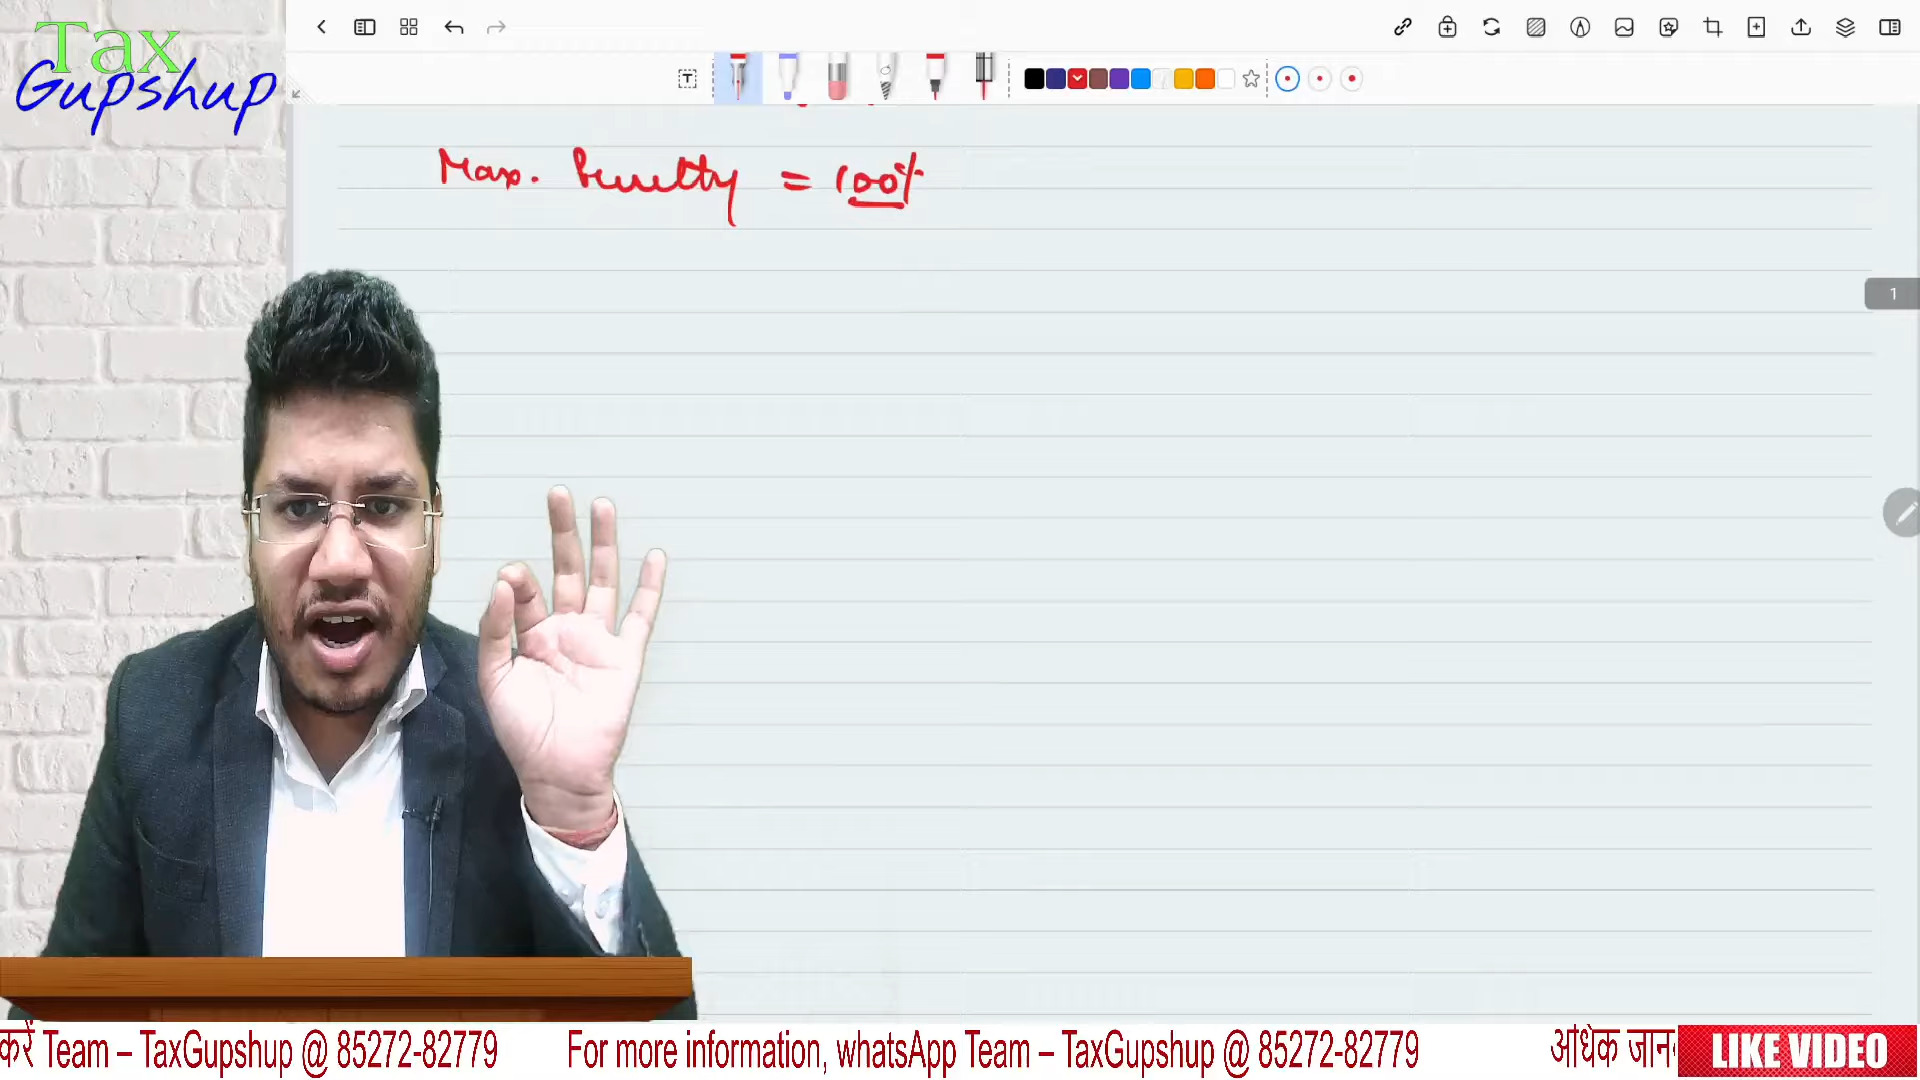 Tax
Gupshup
Max. Penulty = 100%
1
करें Team – TaxGupshup @ 85272-82779 For more information, whatsApp Team – TaxGupshup @ 85272-82779 अधिक जान
LIKE VIDEO